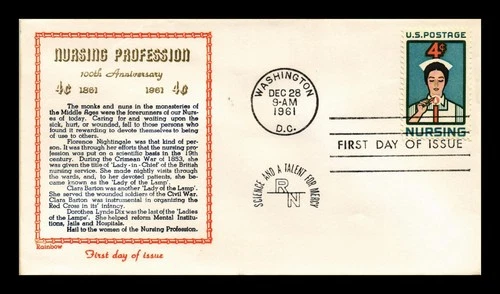 NURSING PROFESSION
100th Anniversary
4¢ 1861 1961 4¢
The monks and nuns in the monasteries of
the Middle Ages were the forerunners of our Nurs-
es of today. Caring for and waiting upon the
sick, hurt, or wounded, fell to those persons who
found it rewarding to devote themselves to being
of use to others.
Florence Nightingale was that kind of per-
son. It was through her efforts that the nursing pro-
fession was put on a scientific basis in the 19th
century. During the Crimean War of 1853, she
was given the title of 'Lady-in-Chief' of the British
nursing service. She made nightly visits through
the wards, and, to her devoted patients, she be-
came known as the 'Lady of the Lamp'.
Clara Barton was another 'Lady of the Lamp'.
She served the wounded soldiers of the Civil War.
Clara Barton was instrumental in organizing the
Red Cross in its' infancy.
Dorothea Lynde Dix was the last of the 'Ladies
of the Lamps'. She helped reform Mental Institu-
tions, Jails and Hospitals.
Hail to the women of the Nursing Profession.
Rainbow
First day of issue
WASHINGTON
DEC 28
9-AM
1961
D.C.
SCIENCE AND A TALENT FOR MERCY
RN
U.S. POSTAGE
4¢
NURSING
FIRST DAY OF ISSUE